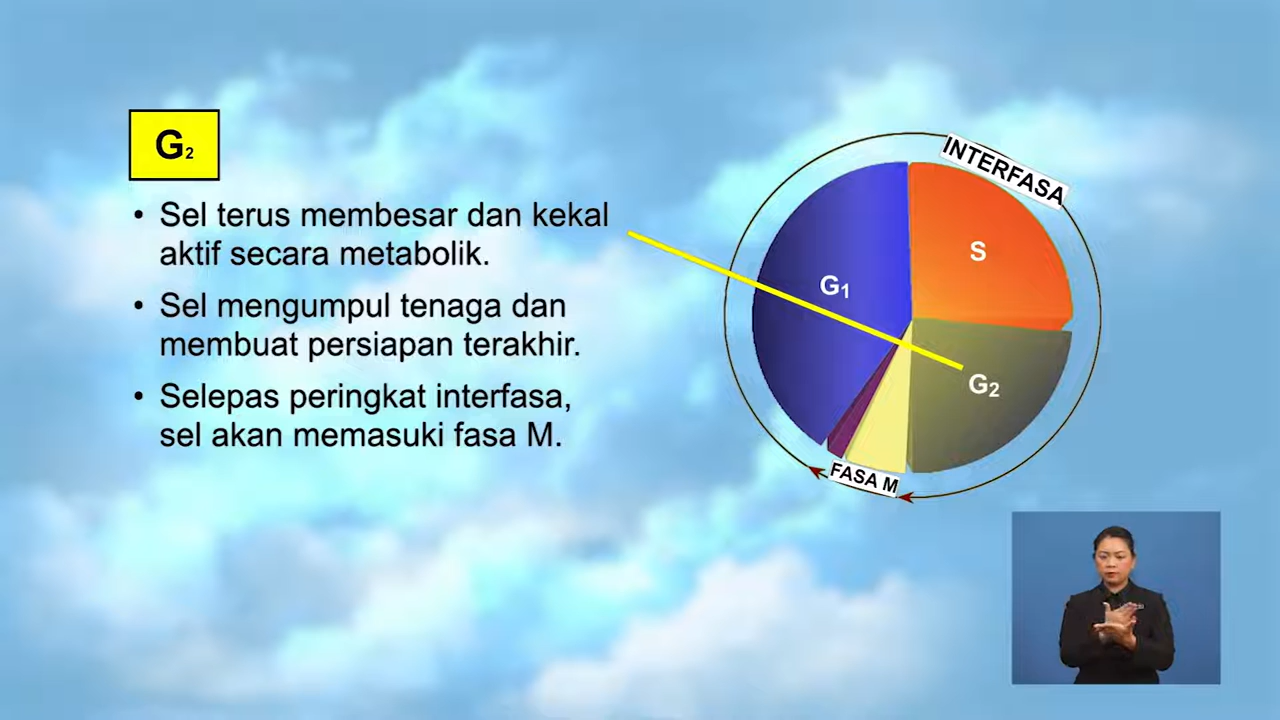 G₂
• Sel terus membesar dan kekal
aktif secara metabolik.
• Sel mengumpul tenaga dan
membuat persiapan terakhir.
• Selepas peringkat interfasa,
sel akan memasuki fasa M.
INTERFASA
S
G₁
G₂
FASA M